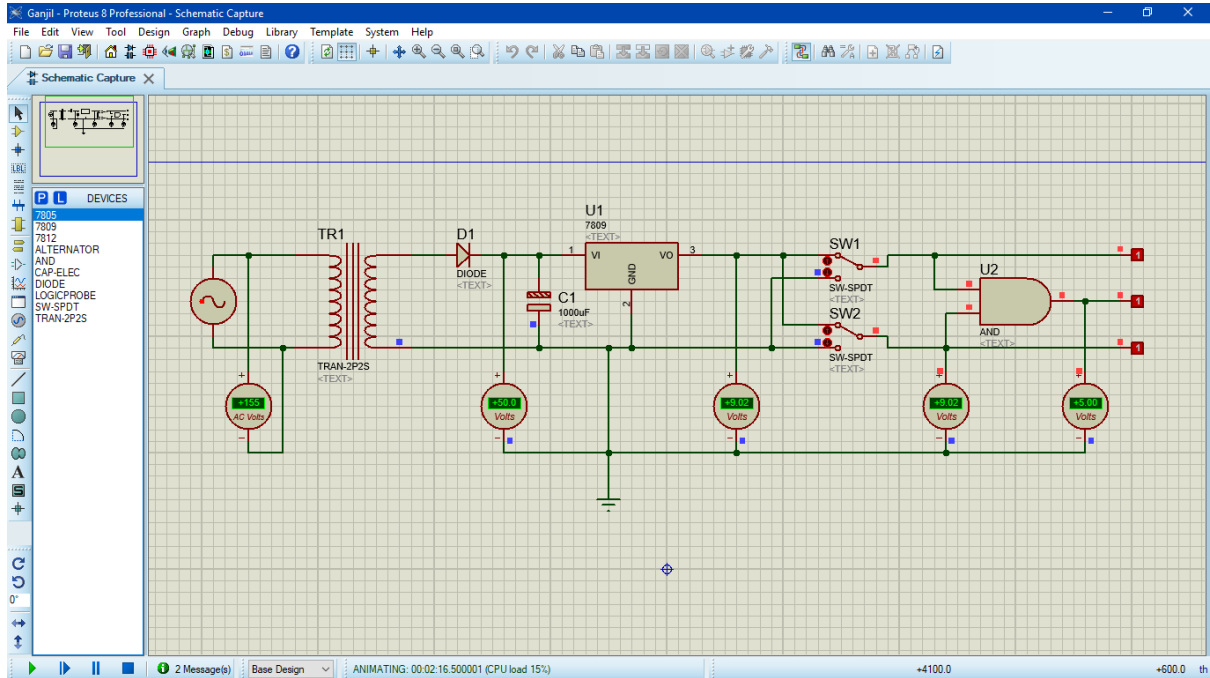 Ganjil - Proteus 8 Professional - Schematic Capture
File Edit View Tool Design Graph Debug Library Template System Help
Schematic Capture
LBL
P L DEVICES
7805
7809
7812
ALTERNATOR
AND
CAP-ELEC
DIODE
LOGICPROBE
SW-SPDT
TRAN-2P2S
A
S
0°
TR1
TRAN-2P2S
<TEXT>
D1
DIODE
<TEXT>
C1
1000uF
<TEXT>
U1
7809
<TEXT>
1 VI VO 3
GND
2
SW1
SW-SPDT
<TEXT>
SW2
SW-SPDT
<TEXT>
U2
AND
<TEXT>
1
1
1
+155
AC Volts
+50.0
Volts
+9.02
Volts
+9.02
Volts
+5.00
Volts
2 Message(s) Base Design ANIMATING: 00:02:16.500001 (CPU load 15%) +4100.0 +600.0 th